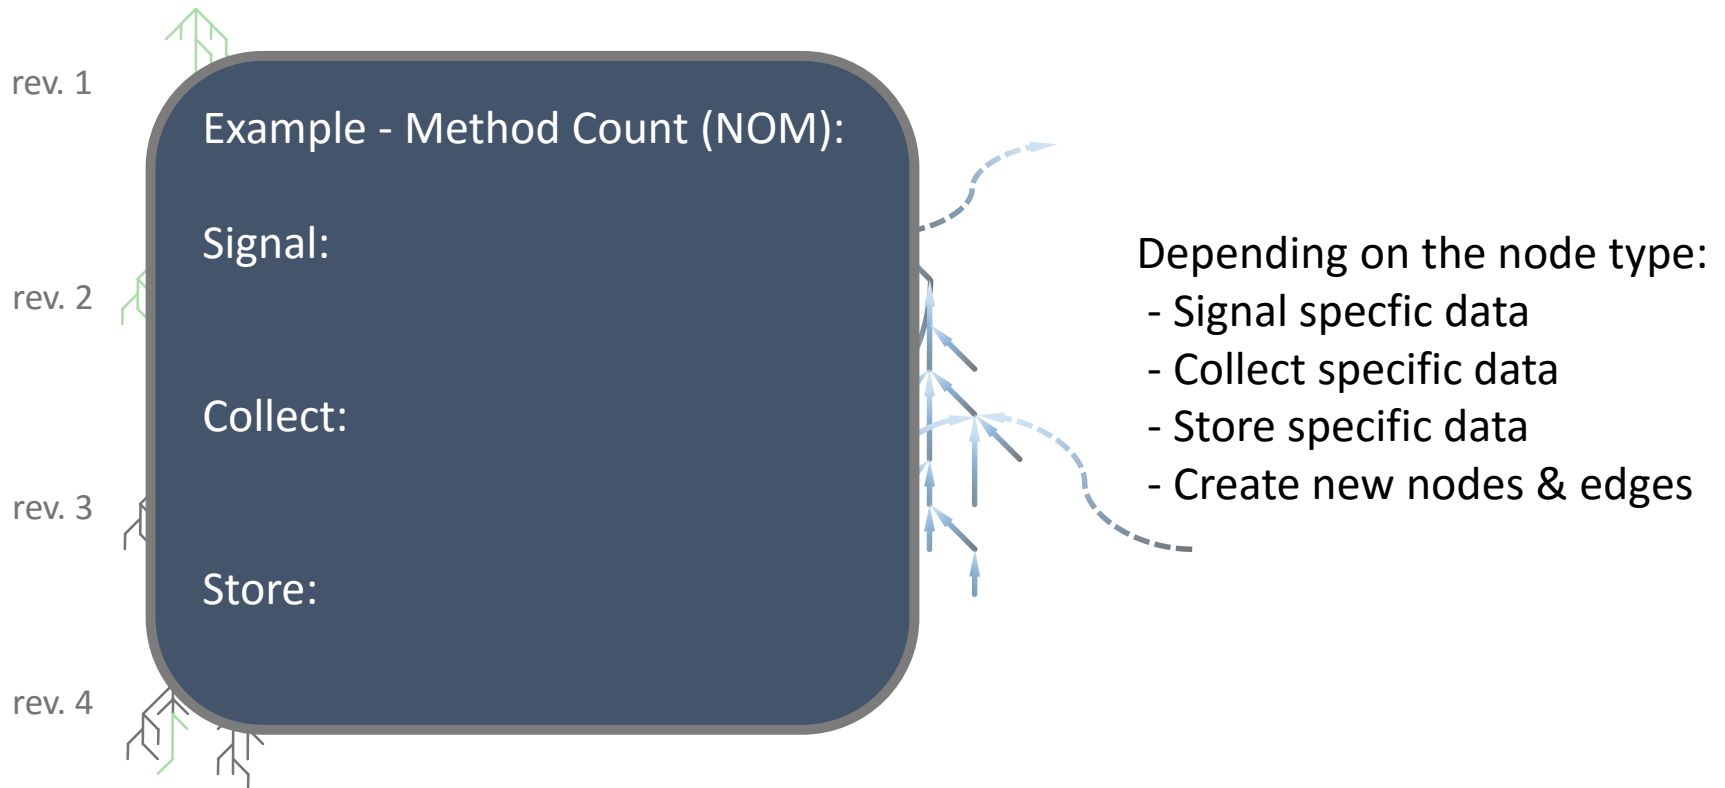 rev. 1
rev. 2
rev. 3
rev. 4
Example - Method Count (NOM):
Signal:
Collect:
Store:
Depending on the node type:
- Signal specfic data
- Collect specific data
- Store specific data
- Create new nodes & edges